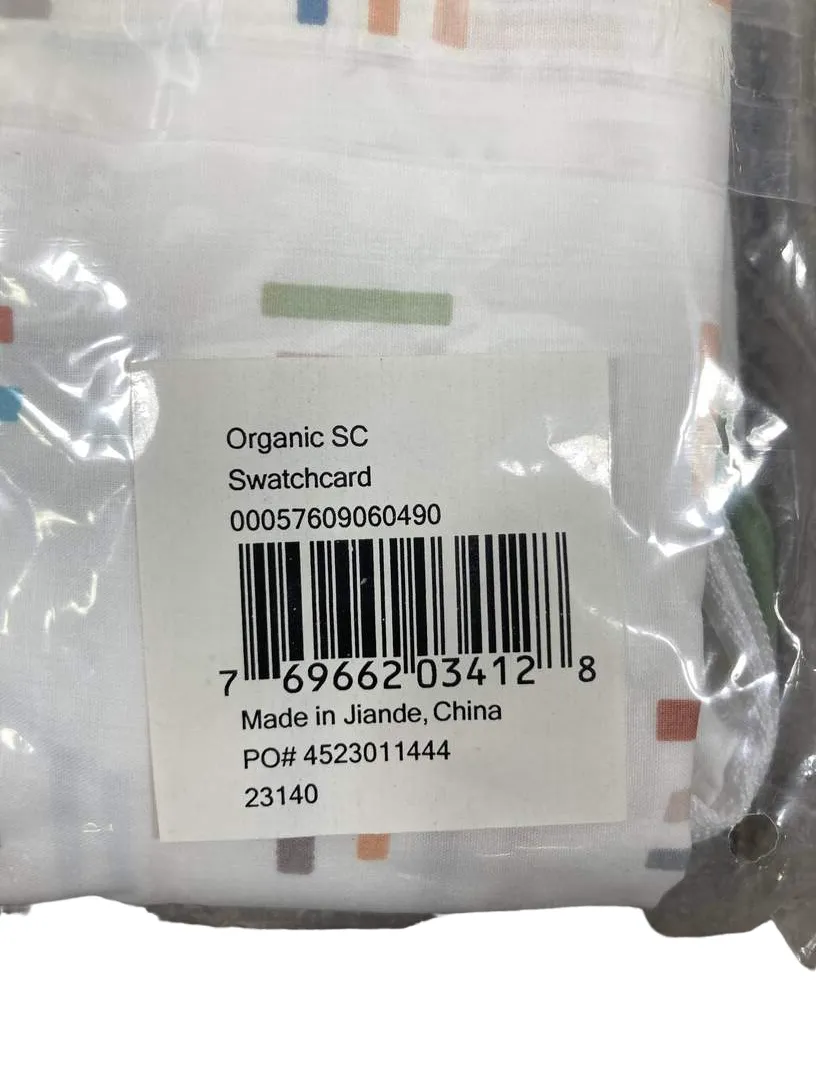 Organic SC
Swatchcard
00057609060490
7 69662 03412 8
Made in Jiande, China
PO# 4523011444
23140